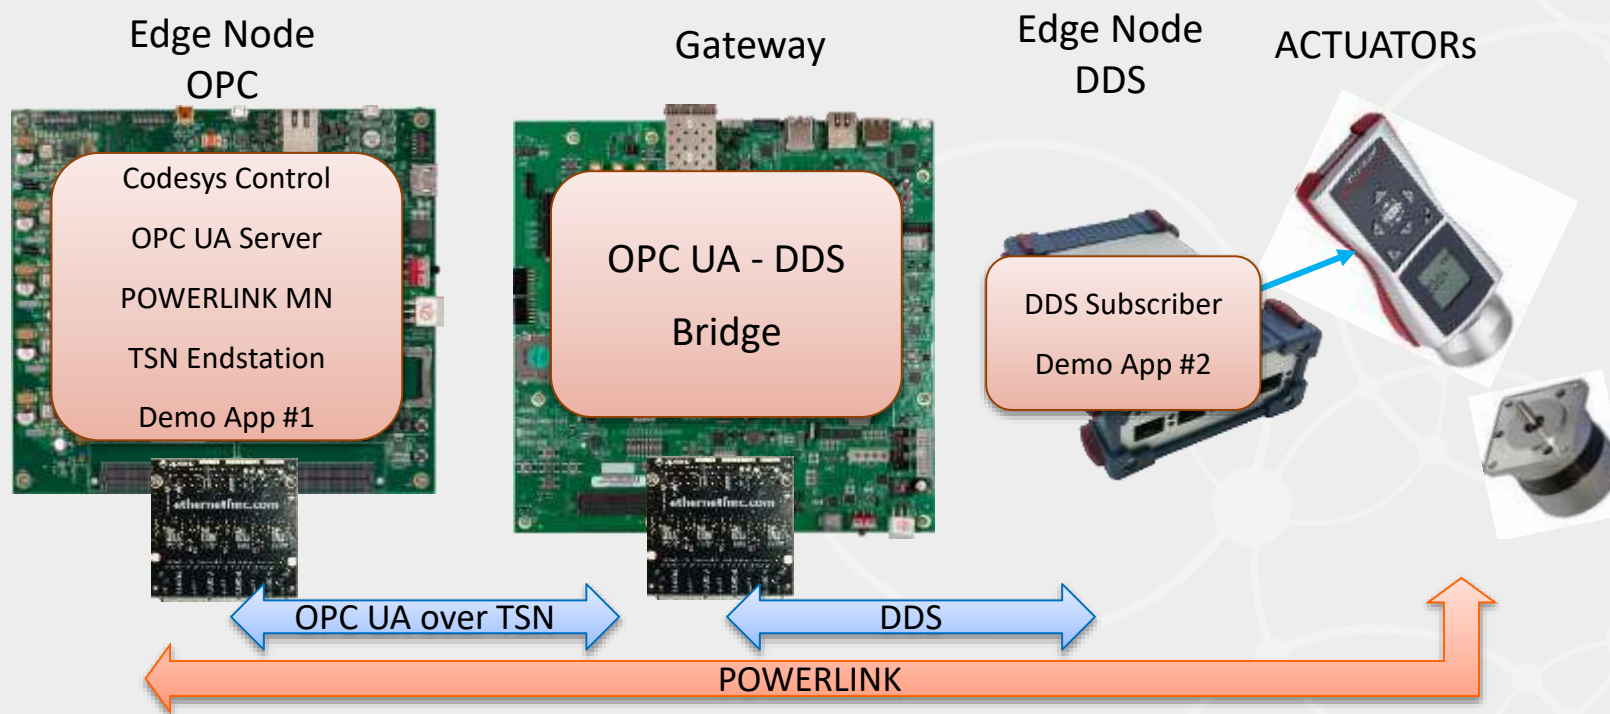 Edge Node
OPC
Gateway
Edge Node
DDS
ACTUATORs
Codesys Control
OPC UA Server
POWERLINK MN
TSN Endstation
Demo App #1
OPC UA - DDS
Bridge
DDS Subscriber
Demo App #2
ethernetfmc.com
ethernetfmc.com
OPC UA over TSN
DDS
POWERLINK